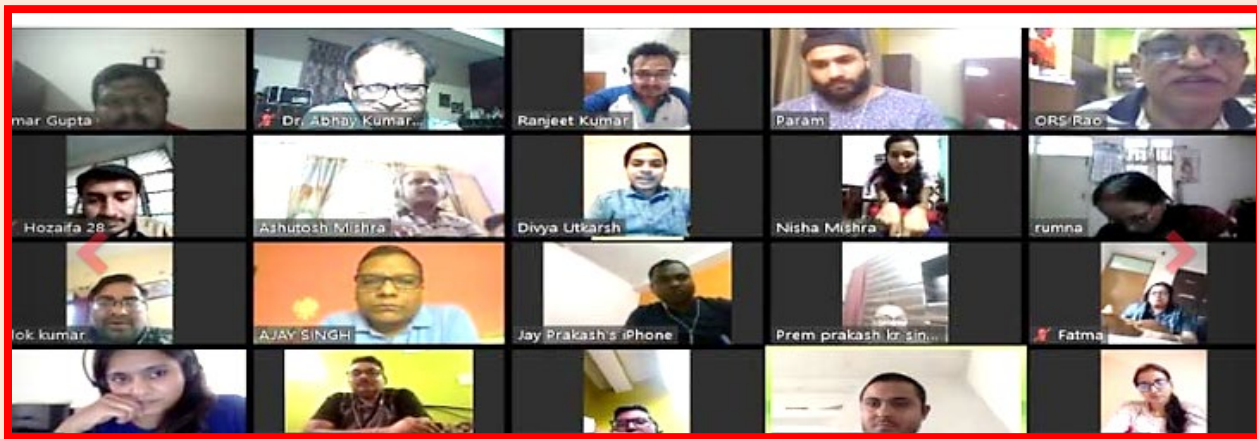 mar Gupta
Dr. Abhay Kumar...
Ranjeet Kumar
Param
ORS Rao
Hozaifa 28
Ashutosh Mishra
Divya Utkarsh
Nisha Mishra
rumna
lok kumar
AJAY SINGH
Jay Prakash's iPhone
Prem prakash kr sin...
Fatma